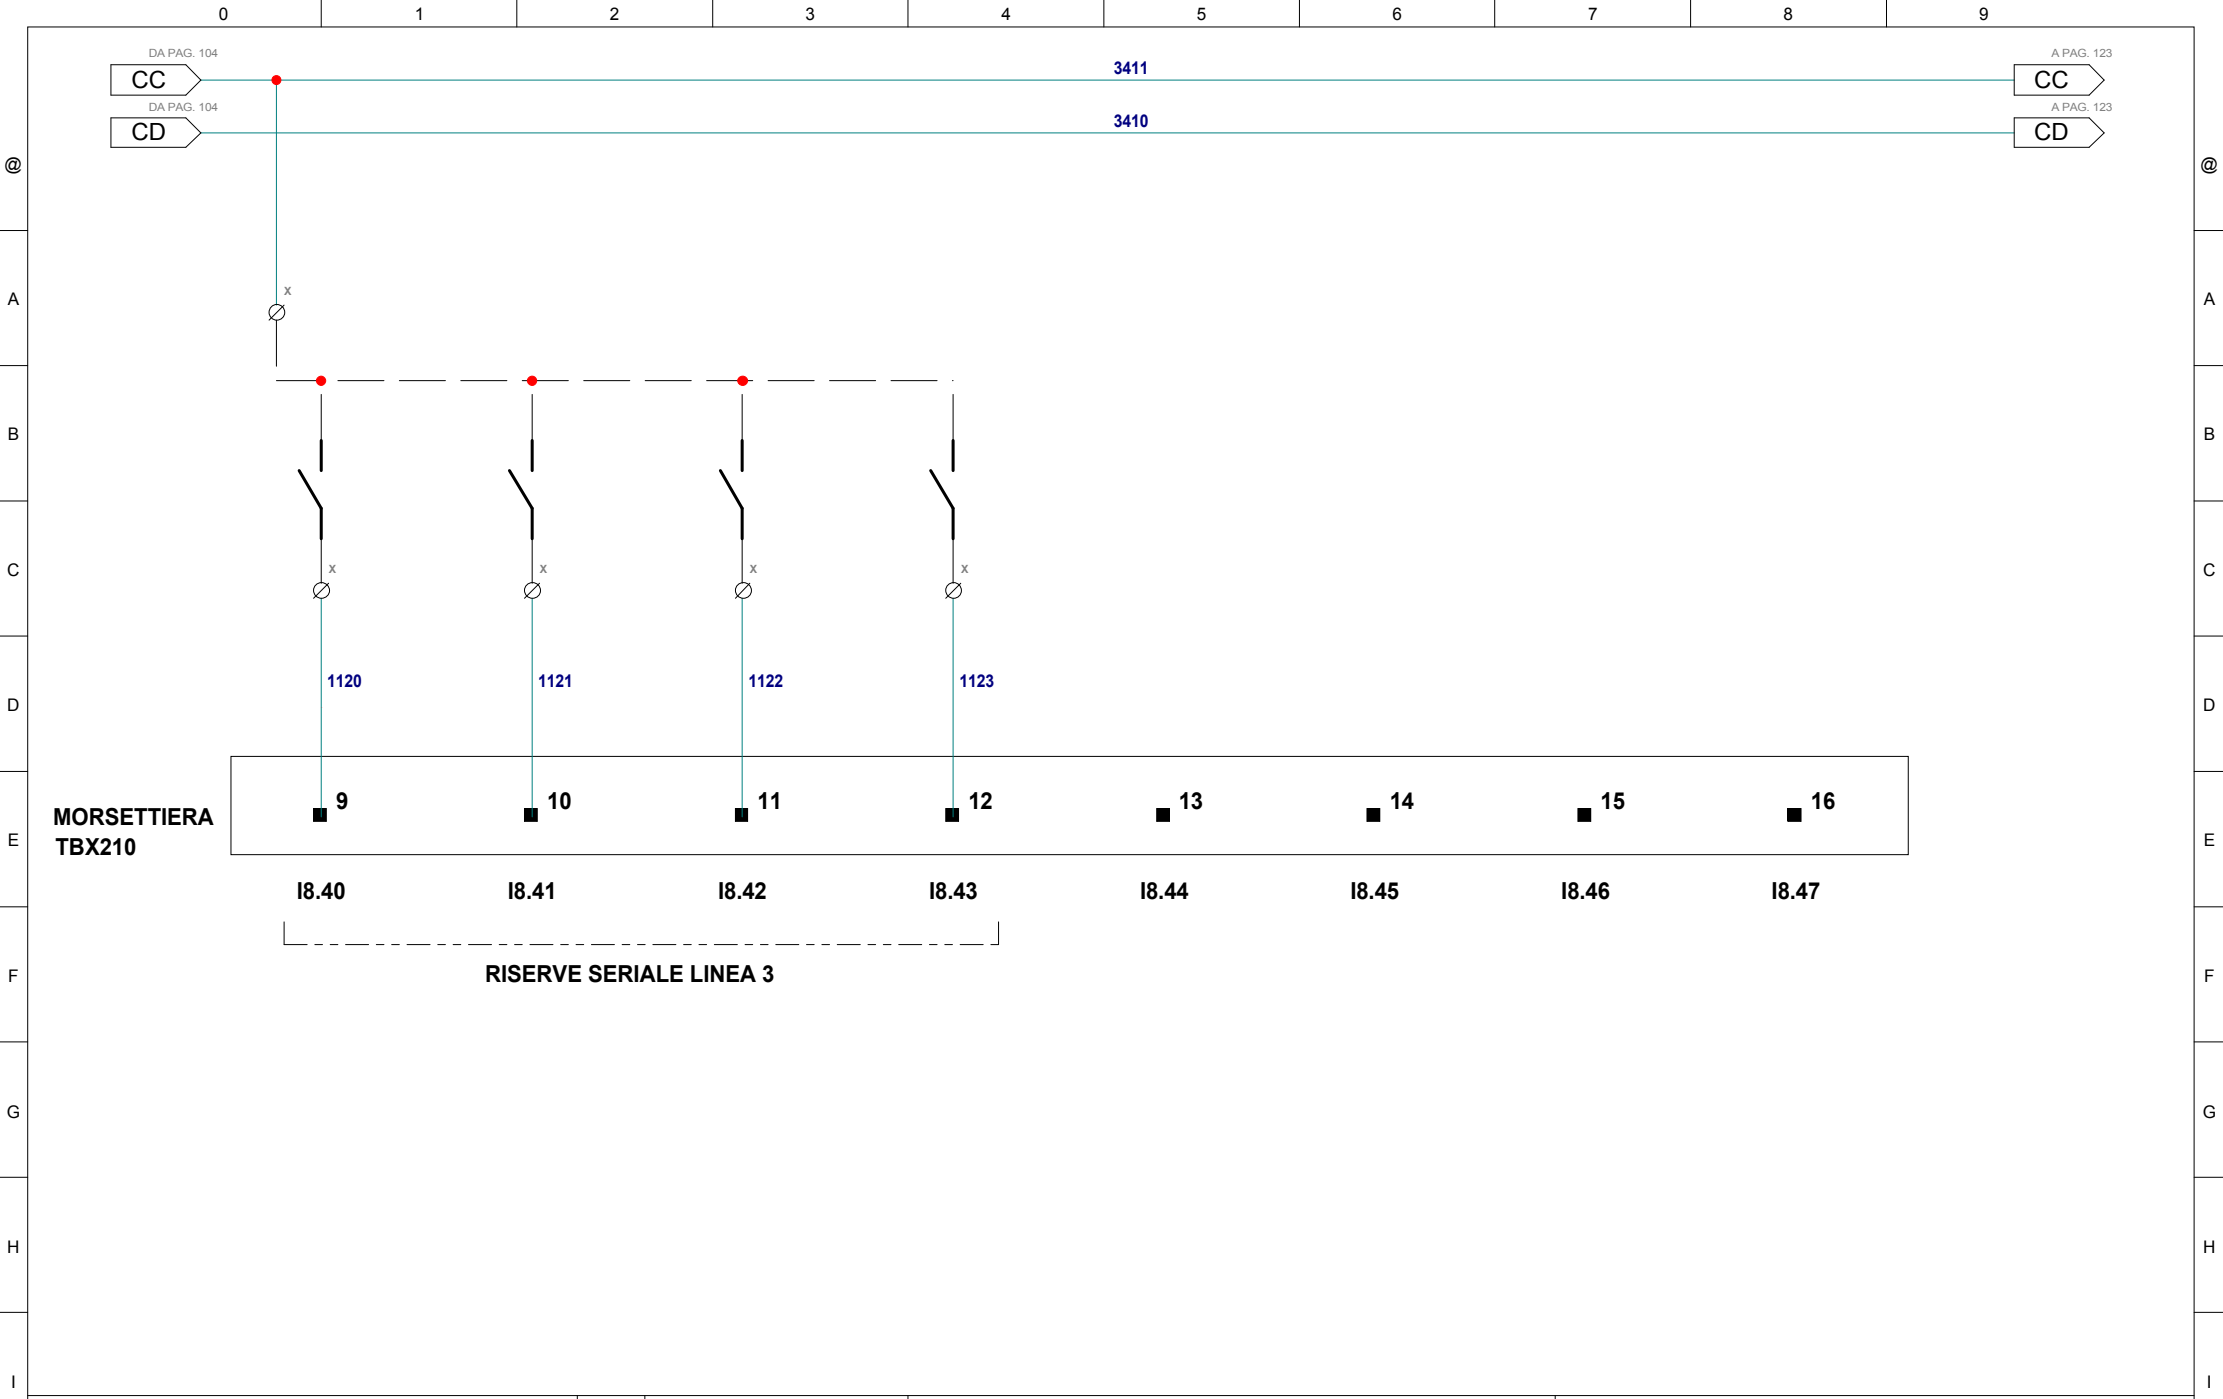 0 1 2 3 4 5 6 7 8 9
DA PAG. 104
A PAG. 123
CC
3411
CC
DA PAG. 104
A PAG. 123
CD
3410
CD
@ @
A A
x
B B
C C
x x x x
1120 1121 1122 1123
D D
9 10 11 12 13 14 15 16
MORSETTIERA
TBX210
E E
I8.40 I8.41 I8.42 I8.43 I8.44 I8.45 I8.46 I8.47
RISERVE SERIALE LINEA 3
F F
G G
H H
I I